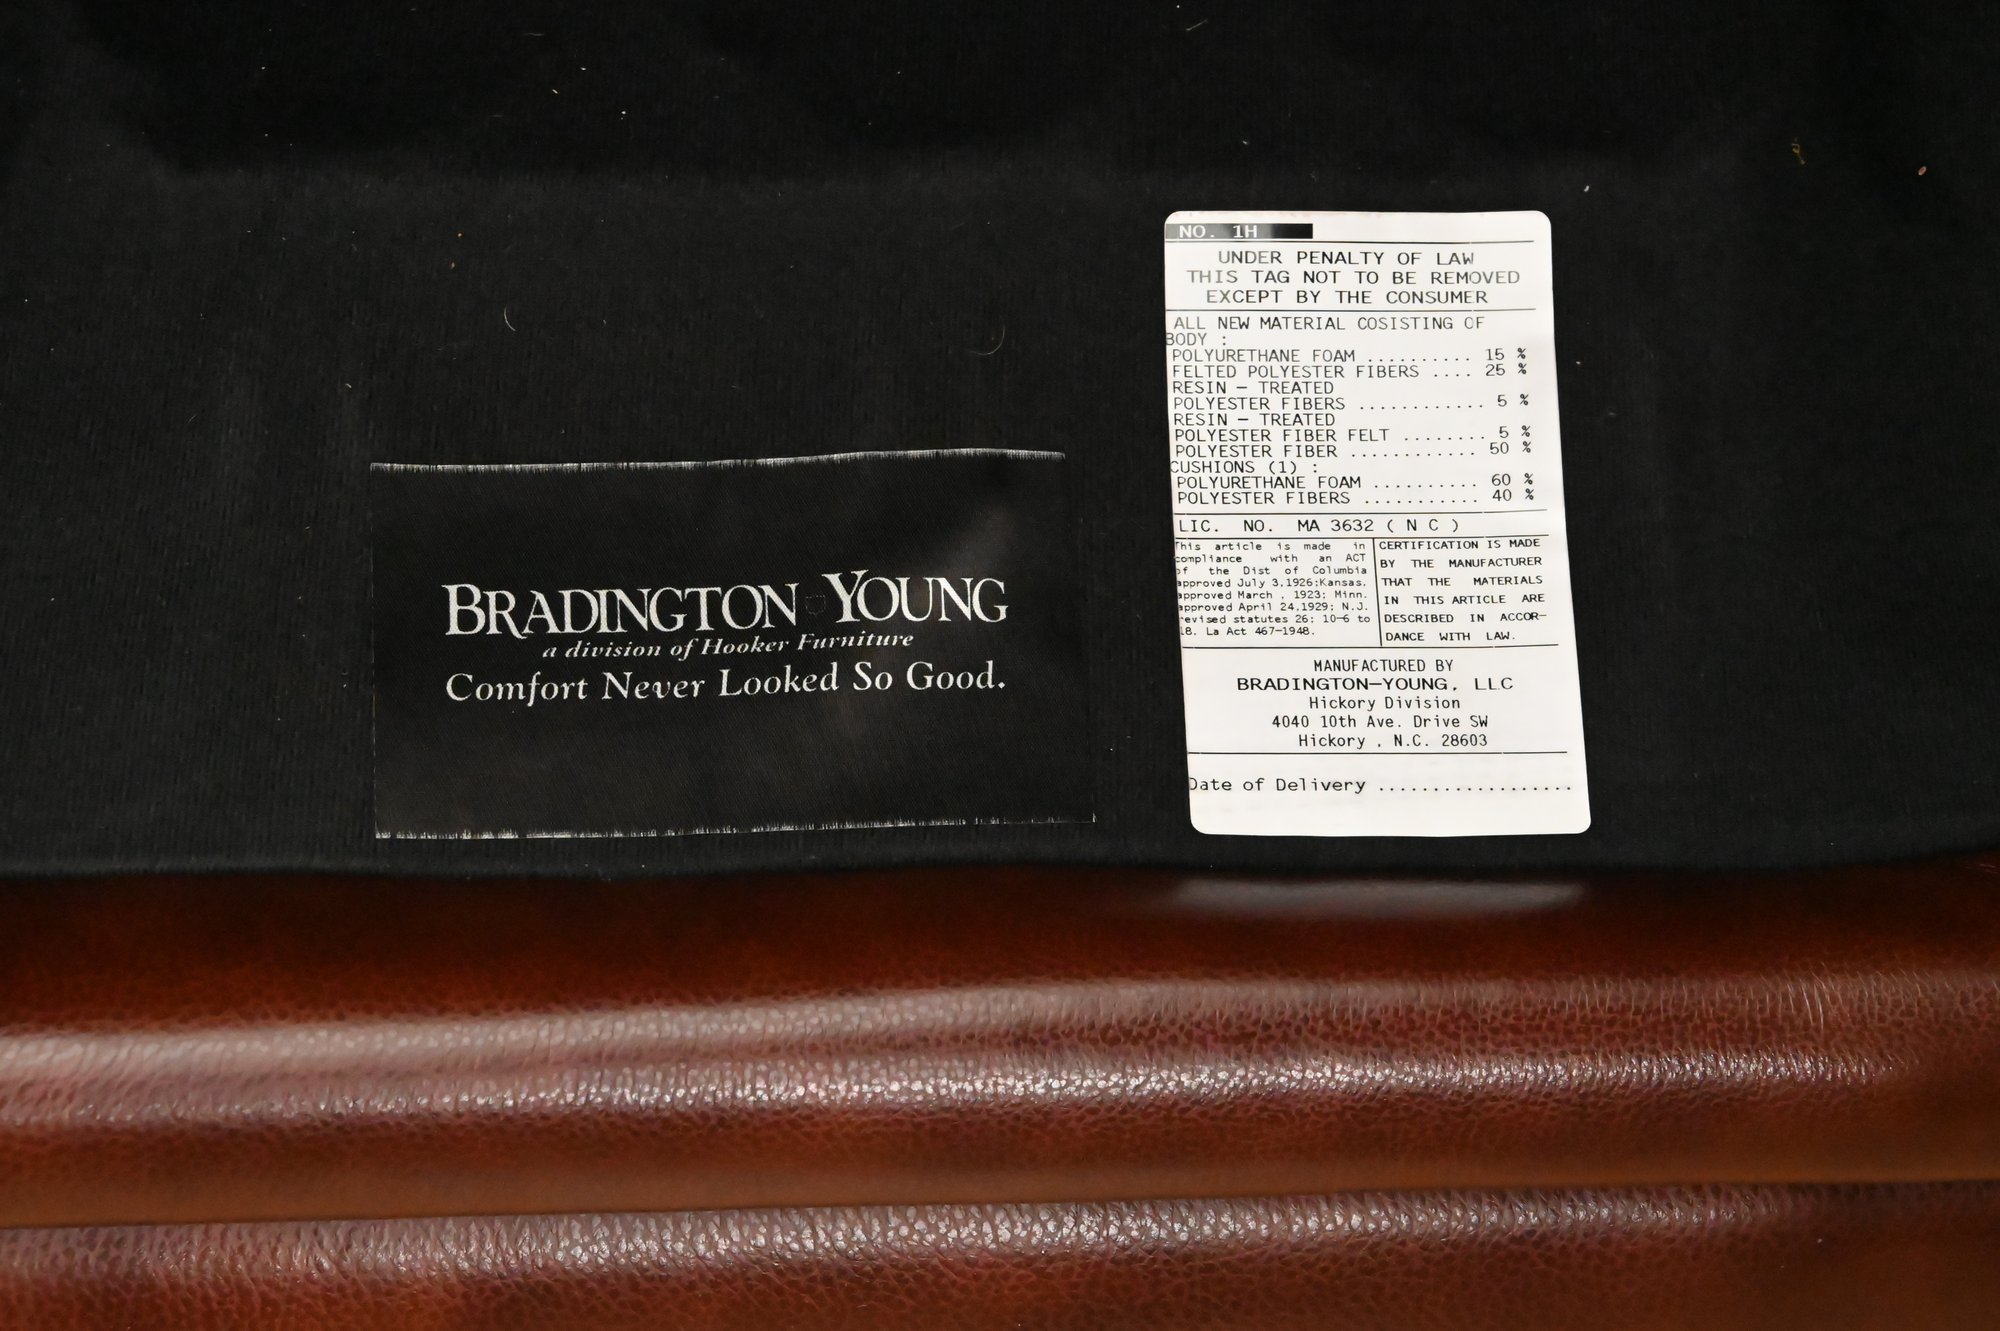 BRADINGTON YOUNG
a division of Hooker Furniture
Comfort Never Looked So Good.
NO. 1H
UNDER PENALTY OF LAW
THIS TAG NOT TO BE REMOVED
EXCEPT BY THE CONSUMER
ALL NEW MATERIAL COSISTING OF
BODY :
POLYURETHANE FOAM .......... 15 %
FELTED POLYESTER FIBERS .... 25 %
RESIN - TREATED
POLYESTER FIBERS ............ 5 %
RESIN - TREATED
POLYESTER FIBER FELT ........ 5 %
POLYESTER FIBER ............ 50 %
CUSHIONS (1) :
POLYURETHANE FOAM .......... 60 %
POLYESTER FIBERS ........... 40 %
LIC. NO. MA 3632 ( N C )
This article is made in
compliance with an ACT
of the Dist of Columbia
approved July 3,1926;Kansas.
approved March , 1923; Minn.
approved April 24,1929; N.J.
revised statutes 26: 10-6 to
18. La Act 467-1948.
CERTIFICATION IS MADE
BY THE MANUFACTURER
THAT THE MATERIALS
IN THIS ARTICLE ARE
DESCRIBED IN ACCOR-
DANCE WITH LAW.
MANUFACTURED BY
BRADINGTON-YOUNG, LLC
Hickory Division
4040 10th Ave. Drive SW
Hickory , N.C. 28603
Date of Delivery ..................